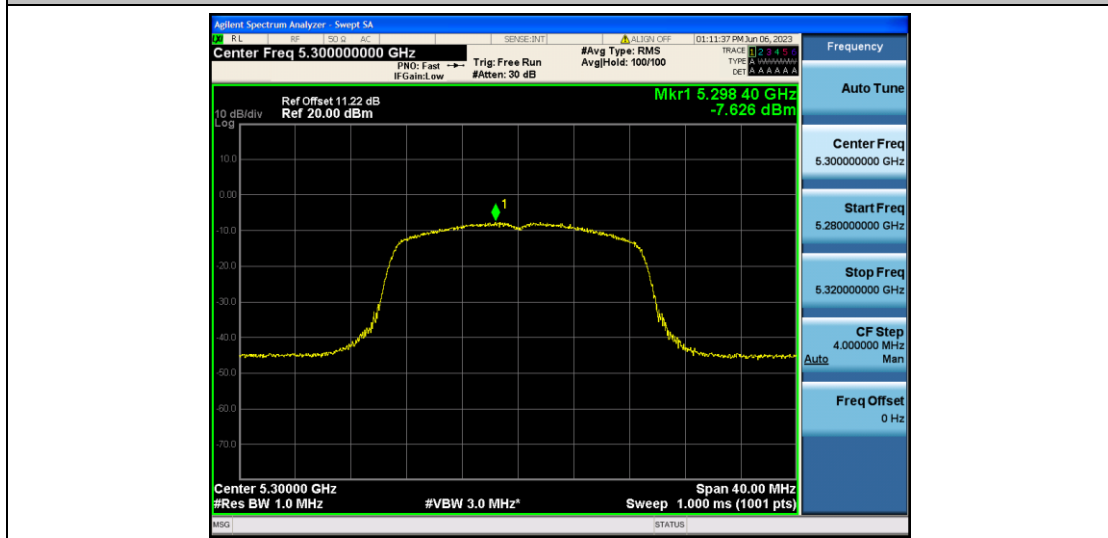 Agilent Spectrum Analyzer - Swept SA
RL RF 50 Ω AC SENSE:INT ALIGN OFF 01:11:37 PM Jun 06, 2023
Center Freq 5.300000000 GHz
PNO: Fast
IFGain:Low
Trig: Free Run
#Atten: 30 dB
#Avg Type: RMS
Avg|Hold: 100/100
TRACE 1 2 3 4 5 6
TYPE A WWWWW
DET A A A A A A
Frequency
Auto Tune
Mkr1 5.298 40 GHz
-7.626 dBm
Ref Offset 11.22 dB
10 dB/div Ref 20.00 dBm
Log
10.0
0.00
-10.0
-20.0
-30.0
-40.0
-50.0
-60.0
-70.0
1
Center Freq
5.300000000 GHz
Start Freq
5.280000000 GHz
Stop Freq
5.320000000 GHz
CF Step
4.000000 MHz
Auto Man
Freq Offset
0 Hz
Center 5.30000 GHz Span 40.00 MHz
#Res BW 1.0 MHz #VBW 3.0 MHz* Sweep 1.000 ms (1001 pts)
MSG STATUS